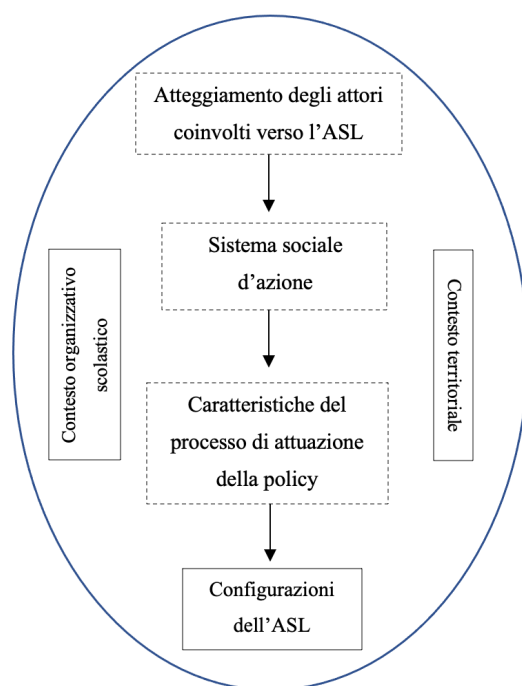 Atteggiamento degli attori
coinvolti verso l'ASL
Sistema sociale
d'azione
Contesto organizzativo
scolastico
Contesto territoriale
Caratteristiche del
processo di attuazione
della policy
Configurazioni
dell'ASL